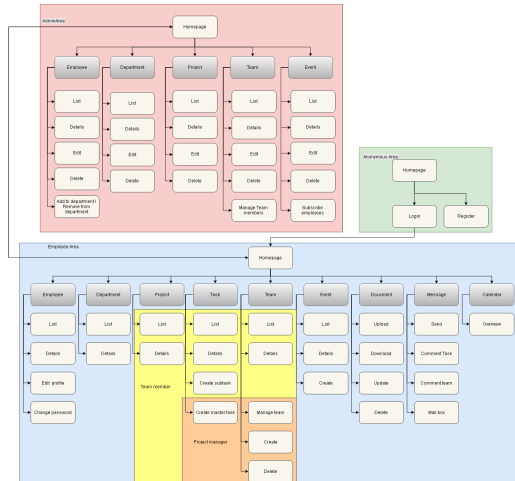 AdminArea
Homepage
Employee
Department
Project
Team
Event
List
List
List
List
List
Details
Details
Details
Details
Details
Edit
Edit
Edit
Edit
Edit
Delete
Delete
Delete
Delete
Delete
Add to department /
Remove from
department
Manage Team
members
Subscribe
employees
Anonymous Area
Homepage
Login
Register
Employee Area
Homepage
Employee
Department
Project
Task
Team
Event
Document
Message
Calendar
List
List
List
List
List
List
Upload
Send
Overview
Details
Details
Details
Details
Details
Details
Download
Comment Task
Edit profile
Team member
Create subtask
Create
Update
Comment team
Change password
Create master task
Manage team
Delete
Mail box
Project manager
Create
Delete